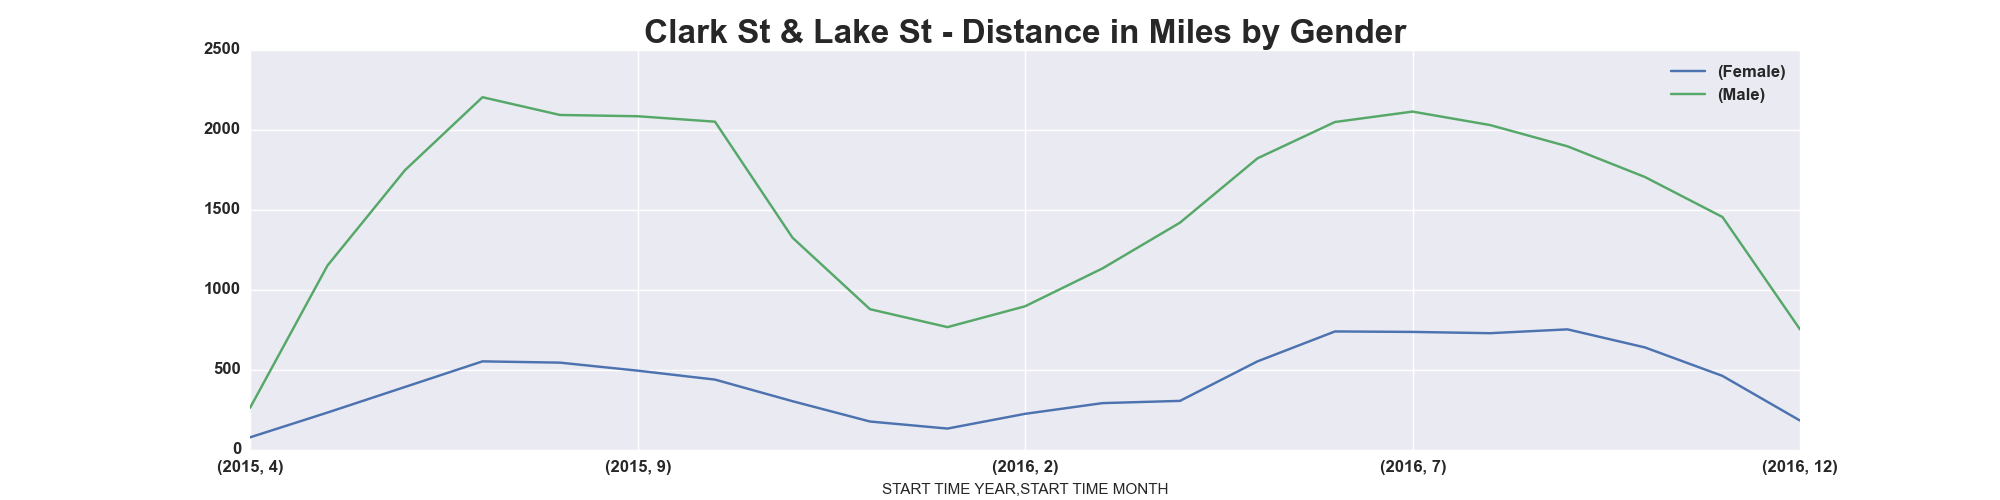 Clark St & Lake St - Distance in Miles by Gender
2500
2000
1500
1000
500
0
(Female)
(Male)
(2015, 4)
(2015, 9)
(2016, 2)
(2016, 7)
(2016, 12)
START TIME YEAR,START TIME MONTH